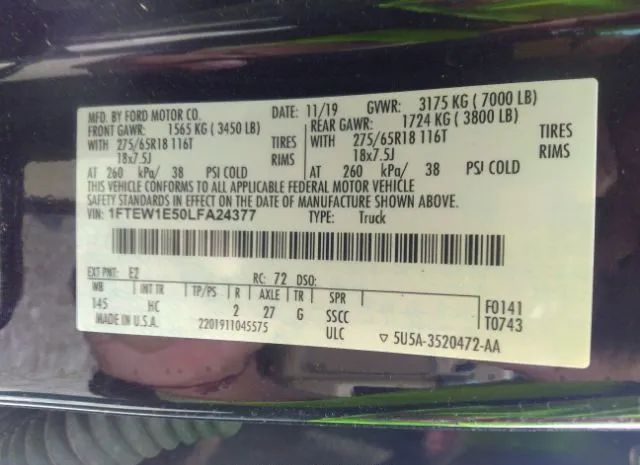 MFD. BY FORD MOTOR CO. DATE: 11/19 GVWR: 3175 KG ( 7000 LB)
FRONT GAWR: 1565 KG ( 3450 LB) REAR GAWR: 1724 KG ( 3800 LB)
WITH 275/65R18 116T TIRES WITH 275/65R18 116T TIRES
18x7.5J RIMS 18x7.5J RIMS
AT 260 kPa/ 38 PSI COLD AT 260 kPa/ 38 PSI COLD
THIS VEHICLE CONFORMS TO ALL APPLICABLE FEDERAL MOTOR VEHICLE
SAFETY STANDARDS IN EFFECT ON THE DATE OF MANUFACTURE SHOWN ABOVE.
VIN: 1FTEW1E50LFA24377 TYPE: Truck
EXT PNT: E2 RC: 72 DSO:
WB INT TR TP/PS R AXLE TR SPR F0141
145 HC 2 27 G SSCC T0743
MADE IN U.S.A. 2201911045575 ULC ▽ 5U5A-3520472-AA